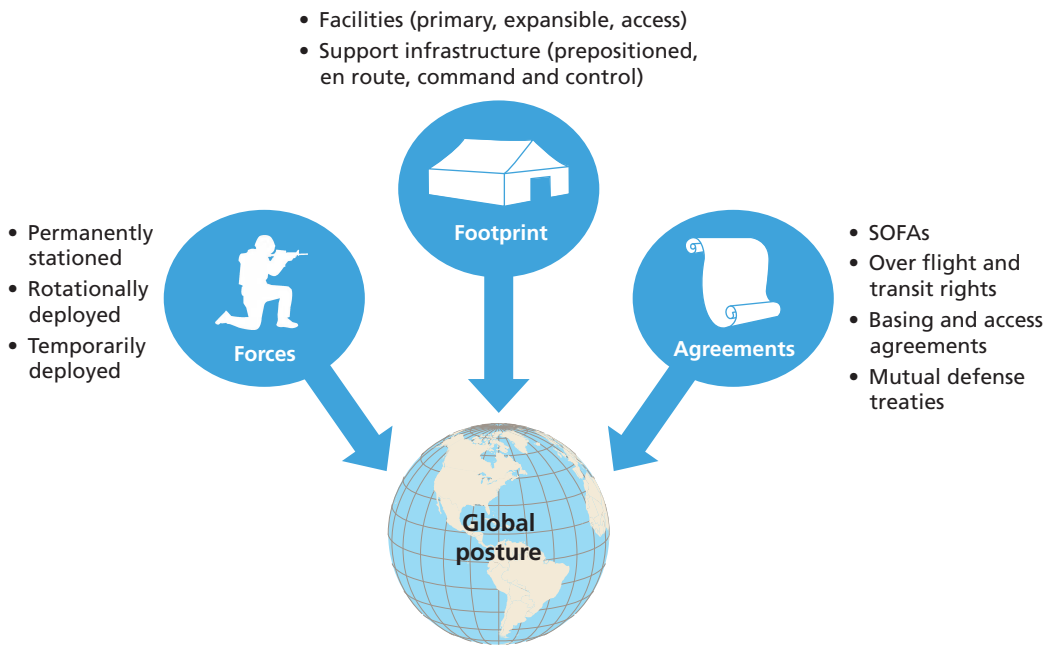 • Facilities (primary, expansible, access)
• Support infrastructure (prepositioned,
en route, command and control)
Footprint
• Permanently
stationed
• Rotationally
deployed
• Temporarily
deployed
Forces
Agreements
• SOFAs
• Over flight and
transit rights
• Basing and access
agreements
• Mutual defense
treaties
Global
posture